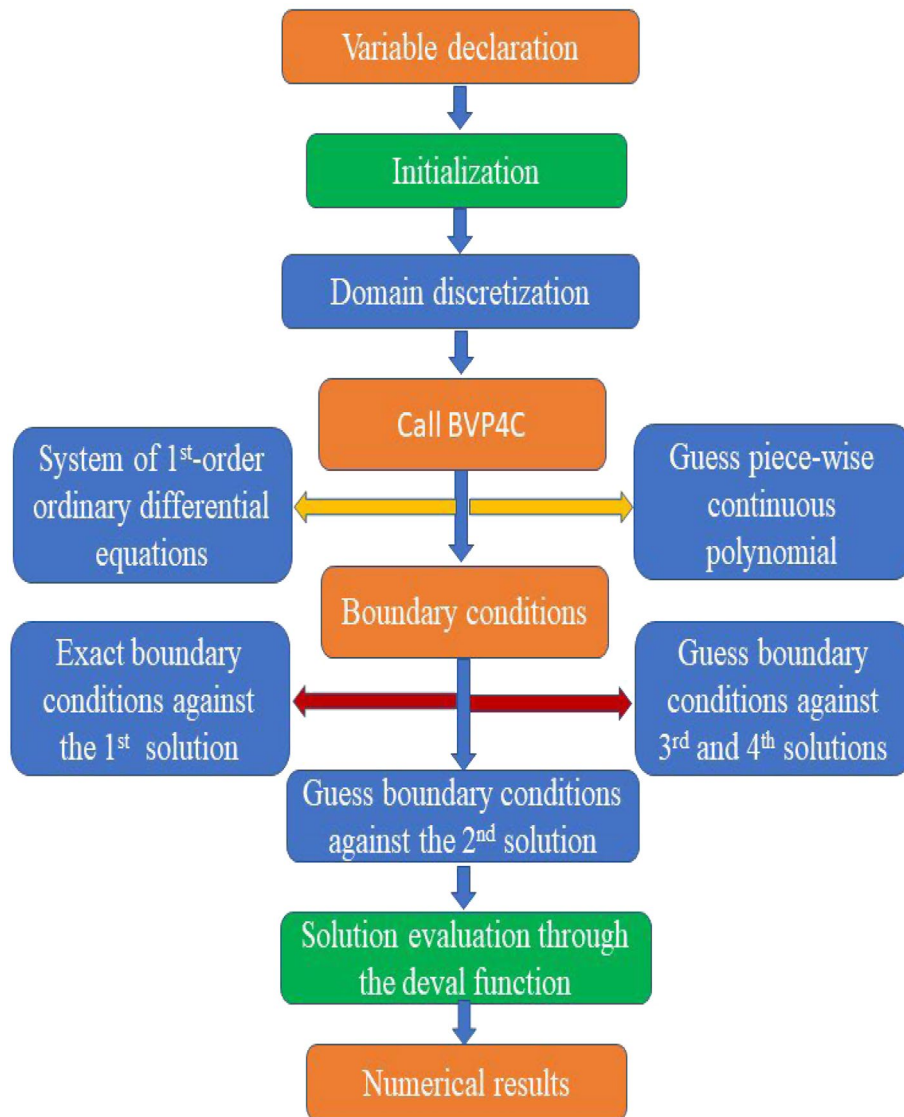 Variable declaration
Initialization
Domain discretization
Call BVP4C
System of 1st-order
ordinary differential
equations
Guess piece-wise
continuous
polynomial
Boundary conditions
Exact boundary
conditions against
the 1st solution
Guess boundary
conditions against
3rd and 4th solutions
Guess boundary conditions
against the 2nd solution
Solution evaluation through
the deval function
Numerical results